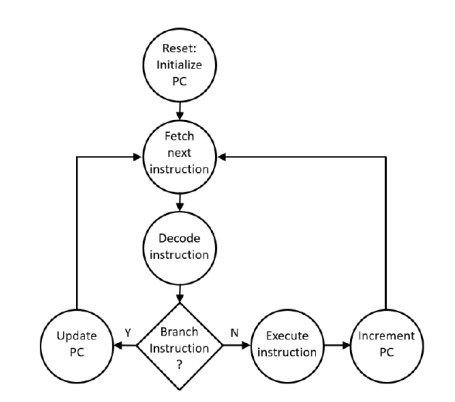 Reset:
Initialize
PC
Fetch
next
instruction
Decode
instruction
Update
PC
Y
Branch
Instruction
?
N
Execute
instruction
Increment
PC